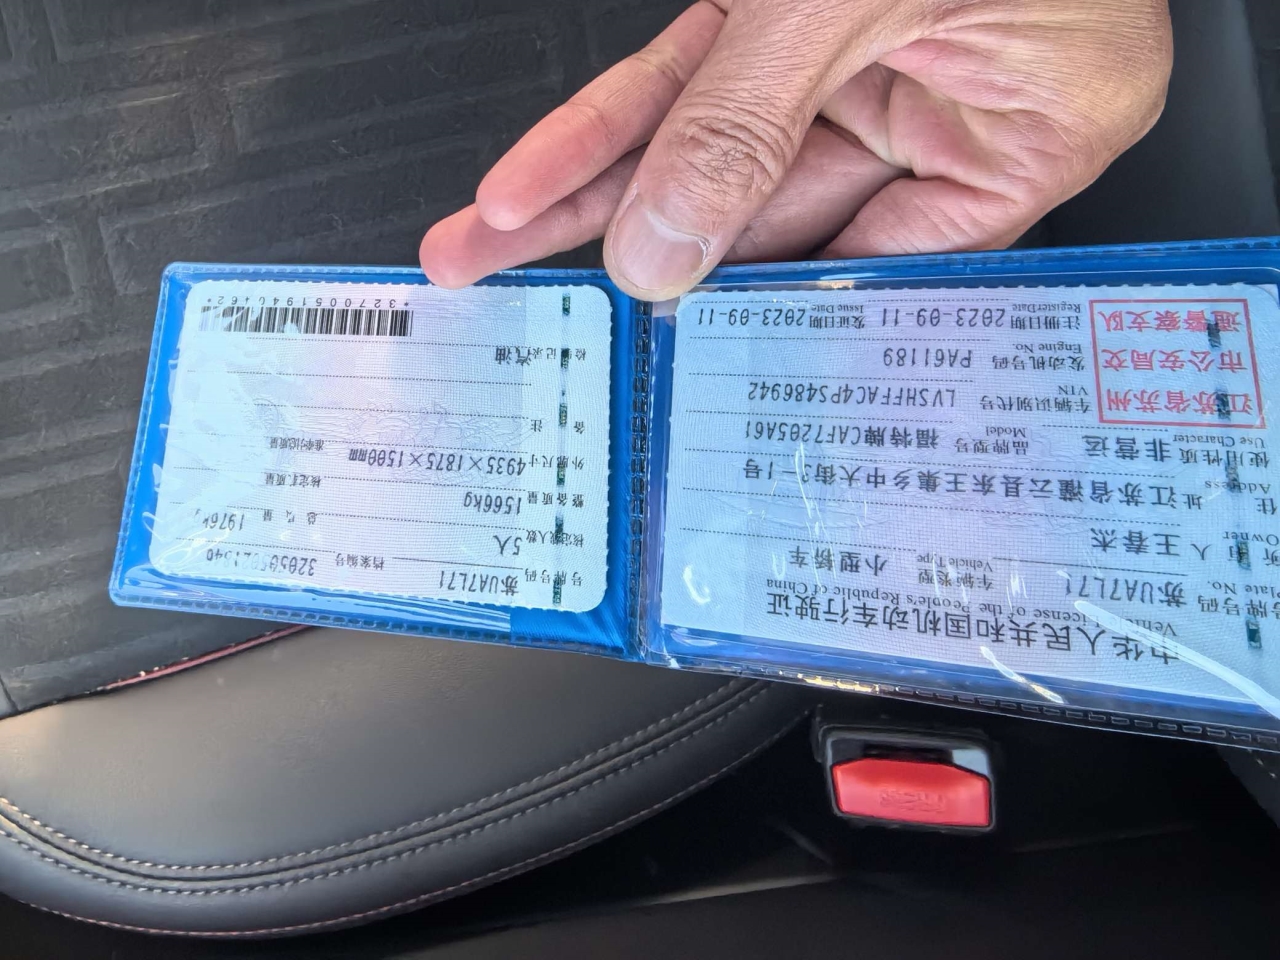 中华人民共和国机动车行驶证
Vehicle License of the People's Republic of China
号牌号码 苏UA7L71 车辆类型 小型轿车
Plate No. Vehicle Type
所有人 王春杰
Owner
住址 江苏省灌云县东王集乡中大街3-1号
Address
使用性质 非营运 品牌型号 福特牌CAF7205A61
Use Character Model
江苏省苏州
市公安局交
通警察支队
车辆识别代号 LVSHFFAC4PS486942
VIN
发动机号码 PA61189
Engine No.
注册日期 2023-09-11 发证日期 2023-09-11
Register Date Issue Date
号牌号码 苏UA7L71 档案编号
核定载人数 5人 总质量 1976kg
整备质量 1566kg 核定载质量
外廓尺寸 4935×1875×1500mm 准牵引总质量
备注
检验记录 汽油
*3270051940462*